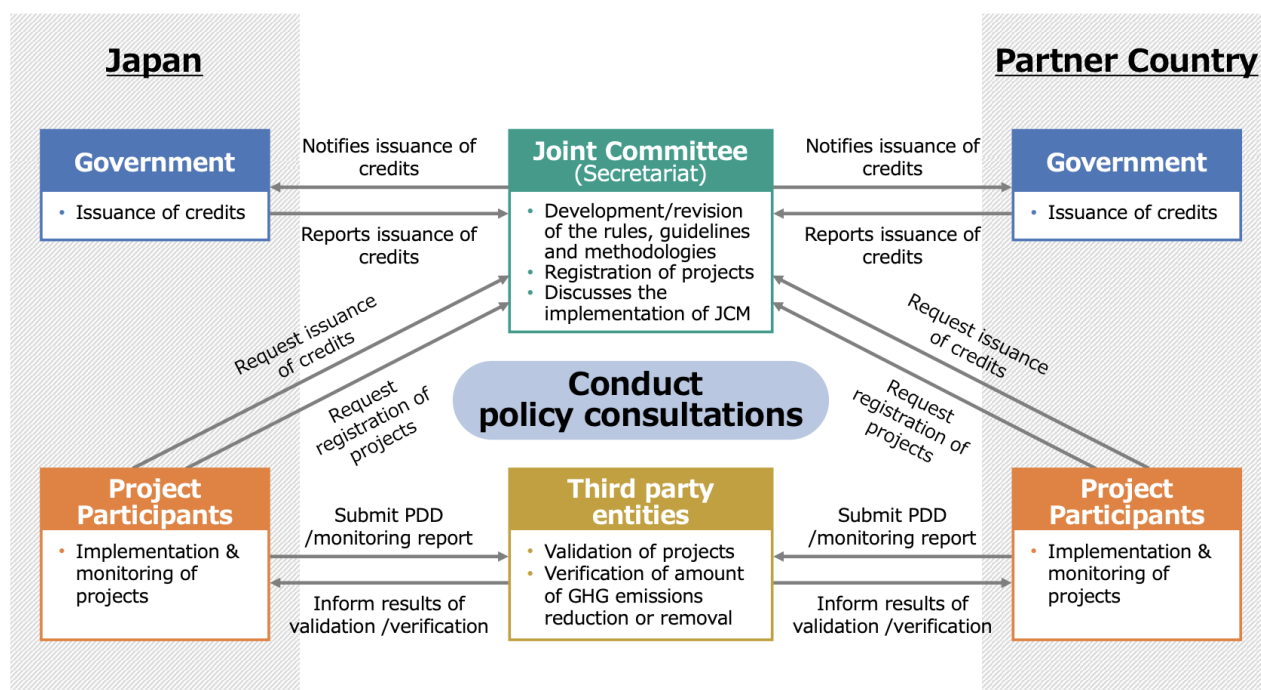 Japan
Partner Country
Government
• Issuance of credits
Notifies issuance of
credits
Reports issuance of
credits
Joint Committee
(Secretariat)
• Development/revision
of the rules, guidelines
and methodologies
• Registration of projects
• Discusses the
implementation of JCM
Notifies issuance of
credits
Reports issuance of
credits
Government
• Issuance of credits
Request issuance
of credits
Request
registration of
projects
Conduct
policy consultations
Request issuance
of credits
Request
registration of
projects
Project
Participants
• Implementation &
monitoring of
projects
Submit PDD
/monitoring report
Inform results of
validation /verification
Third party
entities
• Validation of projects
• Verification of amount
of GHG emissions
reduction or removal
Submit PDD
/monitoring report
Inform results of
validation /verification
Project
Participants
• Implementation &
monitoring of
projects